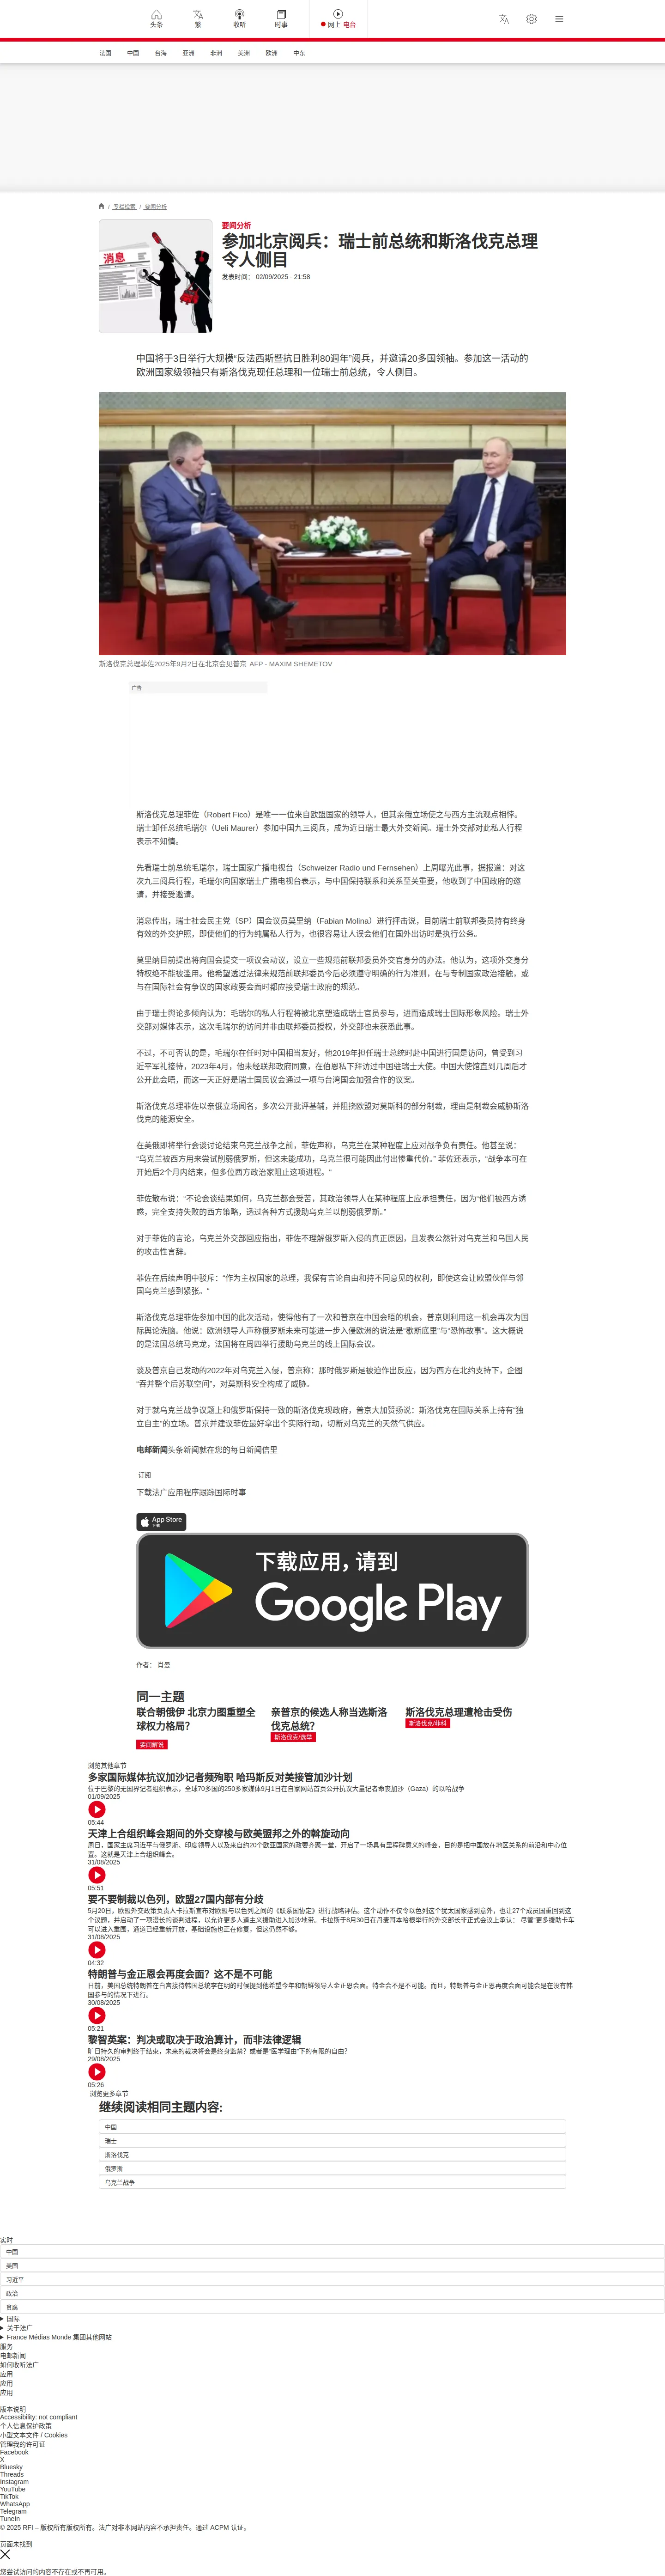 头条
繁
收听
时事
网上 电台
法国 中国 台海 亚洲 非洲 美洲 欧洲 中东
/ 专栏检索 / 要闻分析
消息
要闻分析
参加北京阅兵：瑞士前总统和斯洛伐克总理
令人侧目
发表时间： 02/09/2025 - 21:58
中国将于3日举行大规模“反法西斯暨抗日胜利80週年”阅兵，并邀请20多国领袖。参加这一活动的
欧洲国家级领袖只有斯洛伐克现任总理和一位瑞士前总统，令人侧目。
斯洛伐克总理菲佐2025年9月2日在北京会见普京 AFP - MAXIM SHEMETOV
广告
斯洛伐克总理菲佐（Robert Fico）是唯一一位来自欧盟国家的领导人，但其亲俄立场使之与西方主流观点相悖。
瑞士卸任总统毛瑞尔（Ueli Maurer）参加中国九三阅兵，成为近日瑞士最大外交新闻。瑞士外交部对此私人行程
表示不知情。
先看瑞士前总统毛瑞尔，瑞士国家广播电视台（Schweizer Radio und Fernsehen）上周曝光此事，据报道：对这
次九三阅兵行程，毛瑞尔向国家瑞士广播电视台表示，与中国保持联系和关系至关重要，他收到了中国政府的邀
请，并接受邀请。
消息传出，瑞士社会民主党（SP）国会议员莫里纳（Fabian Molina）进行抨击说，目前瑞士前联邦委员持有终身
有效的外交护照，即使他们的行为纯属私人行为，也很容易让人误会他们在国外出访时是执行公务。
莫里纳目前提出将向国会提交一项议会动议，设立一些规范前联邦委员外交官身分的办法。他认为，这项外交身分
特权绝不能被滥用。他希望透过法律来规范前联邦委员今后必须遵守明确的行为准则，在与专制国家政治接触，或
与在国际社会有争议的国家政要会面时都应接受瑞士政府的规范。
由于瑞士舆论多倾向认为：毛瑞尔的私人行程将被北京塑造成瑞士官员参与，进而造成瑞士国际形象风险。瑞士外
交部对媒体表示，这次毛瑞尔的访问并非由联邦委员授权，外交部也未获悉此事。
不过，不可否认的是，毛瑞尔在任时对中国相当友好，他2019年担任瑞士总统时赴中国进行国是访问，曾受到习
近平军礼接待，2023年4月，他未经联邦政府同意，在伯恩私下拜访过中国驻瑞士大使。中国大使馆直到几周后才
公开此会晤，而这一天正好是瑞士国民议会通过一项与台湾国会加强合作的议案。
斯洛伐克总理菲佐以亲俄立场闻名，多次公开批评基辅，并阻挠欧盟对莫斯科的部分制裁，理由是制裁会威胁斯洛
伐克的能源安全。
在美俄即将举行会谈讨论结束乌克兰战争之前，菲佐声称，乌克兰在某种程度上应对战争负有责任。他甚至说：
“乌克兰被西方用来尝试削弱俄罗斯，但这未能成功，乌克兰很可能因此付出惨重代价。” 菲佐还表示，“战争本可在
开始后2个月内结束，但多位西方政治家阻止这项进程。”
菲佐散布说：“不论会谈结果如何，乌克兰都会受苦，其政治领导人在某种程度上应承担责任，因为“他们被西方诱
惑，完全支持失败的西方策略，透过各种方式援助乌克兰以削弱俄罗斯。”
对于菲佐的言论，乌克兰外交部回应指出，菲佐不理解俄罗斯入侵的真正原因，且发表公然针对乌克兰和乌国人民
的攻击性言辞。
菲佐在后续声明中驳斥：“作为主权国家的总理，我保有言论自由和持不同意见的权利，即使这会让欧盟伙伴与邻
国乌克兰感到紧张。”
斯洛伐克总理菲佐参加中国的此次活动，使得他有了一次和普京在中国会晤的机会，普京则利用这一机会再次为国
际舆论洗脑。他说：欧洲领导人声称俄罗斯未来可能进一步入侵欧洲的说法是“歇斯底里”与“恐怖故事”。这大概说
的是法国总统马克龙，法国将在周四举行援助乌克兰的线上国际会议。
谈及普京自己发动的2022年对乌克兰入侵，普京称：那时俄罗斯是被迫作出反应，因为西方在北约支持下，企图
“吞并整个后苏联空间”，对莫斯科安全构成了威胁。
对于就乌克兰战争议题上和俄罗斯保持一致的斯洛伐克现政府，普京大加赞扬说：斯洛伐克在国际关系上持有“独
立自主”的立场。普京并建议菲佐最好拿出个实际行动，切断对乌克兰的天然气供应。
电邮新闻头条新闻就在您的每日新闻信里
订阅
下载法广应用程序跟踪国际时事
App Store
下载
下载应用，请到
Google Play
作者： 肖曼
同一主题
联合朝俄伊 北京力图重塑全
球权力格局？
要闻解说
亲普京的候选人称当选斯洛
伐克总统？
斯洛伐克/选举
斯洛伐克总理遭枪击受伤
斯洛伐克/菲科
浏览其他章节
多家国际媒体抗议加沙记者频殉职 哈玛斯反对美接管加沙计划
位于巴黎的无国界记者组织表示，全球70多国的250多家媒体9月1日在自家网站首页公开抗议大量记者命丧加沙（Gaza）的以哈战争
01/09/2025
05:44
天津上合组织峰会期间的外交穿梭与欧美盟邦之外的斡旋动向
周日，国家主席习近平与俄罗斯、印度领导人以及来自约20个欧亚国家的政要齐聚一堂，开启了一场具有里程碑意义的峰会，目的是把中国放在地区关系的前沿和中心位
置。这就是天津上合组织峰会。
31/08/2025
05:51
要不要制裁以色列，欧盟27国内部有分歧
5月20日，欧盟外交政策负责人卡拉斯宣布对欧盟与以色列之间的《联系国协定》进行战略评估。这个动作不仅令以色列这个犹太国家感到意外，也让27个成员国重回到这
个议题，并启动了一项漫长的谈判进程，以允许更多人道主义援助进入加沙地带。卡拉斯于8月30日在丹麦哥本哈根举行的外交部长非正式会议上承认： 尽管“更多援助卡车
可以进入重围，通道已经重新开放，基础设施也正在修复，但这仍然不够。
31/08/2025
04:32
特朗普与金正恩会再度会面？这不是不可能
日前，美国总统特朗普在白宫接待韩国总统李在明的时候提到他希望今年和朝鲜领导人金正恩会面。特金会不是不可能。而且，特朗普与金正恩再度会面可能会是在没有韩
国参与的情况下进行。
30/08/2025
05:21
黎智英案：判决或取决于政治算计，而非法律逻辑
旷日持久的审判终于结束，未来的裁决将会是终身监禁？或者是“医学理由”下的有限的自由？
29/08/2025
05:26
浏览更多章节
继续阅读相同主题内容:
中国
瑞士
斯洛伐克
俄罗斯
乌克兰战争
实时
中国
美国
习近平
政治
贪腐
国际
关于法广
France Médias Monde 集团其他网站
服务
电邮新闻
如何收听法广
应用
应用
应用
版本说明
Accessibility: not compliant
个人信息保护政策
小型文本文件 / Cookies
管理我的许可证
Facebook
X
Bluesky
Threads
Instagram
YouTube
TikTok
WhatsApp
Telegram
TuneIn
© 2025 RFI – 版权所有版权所有。法广对非本网站内容不承担责任。通过 ACPM 认证。
页面未找到
您尝试访问的内容不存在或不再可用。